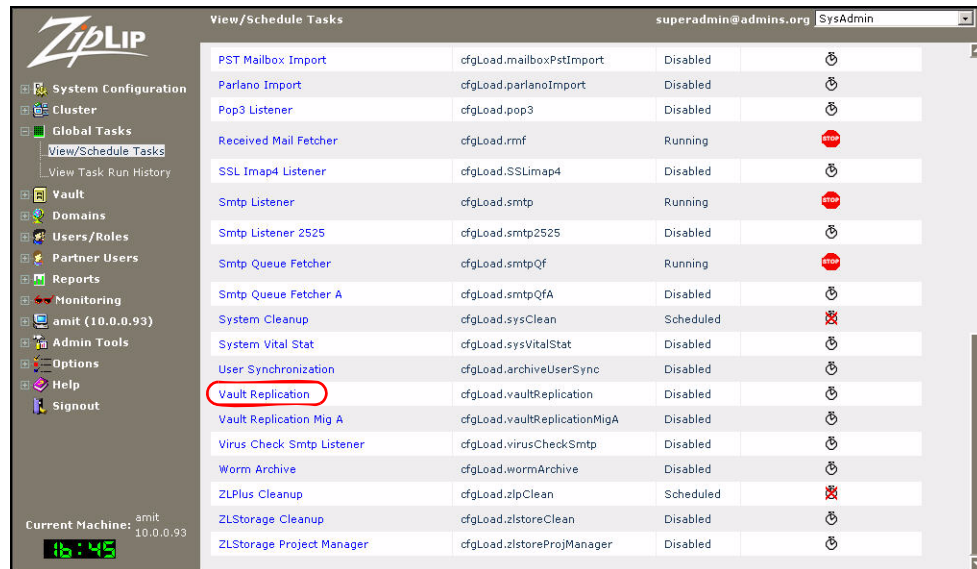 ZipLip
View/Schedule Tasks
superadmin@admins.org SysAdmin
System Configuration
Cluster
Global Tasks
View/Schedule Tasks
View Task Run History
Vault
Domains
Users/Roles
Partner Users
Reports
Monitoring
amit (10.0.0.93)
Admin Tools
Options
Help
Signout
Current Machine: amit
10.0.0.93
16:45
PST Mailbox Import cfgLoad.mailboxPstImport Disabled
Parlano Import cfgLoad.parlanoImport Disabled
Pop3 Listener cfgLoad.pop3 Disabled
Received Mail Fetcher cfgLoad.rmf Running STOP
SSL Imap4 Listener cfgLoad.SSLimap4 Disabled
Smtp Listener cfgLoad.smtp Running STOP
Smtp Listener 2525 cfgLoad.smtp2525 Disabled
Smtp Queue Fetcher cfgLoad.smtpQf Running STOP
Smtp Queue Fetcher A cfgLoad.smtpQfA Disabled
System Cleanup cfgLoad.sysClean Scheduled
System Vital Stat cfgLoad.sysVitalStat Disabled
User Synchronization cfgLoad.archiveUserSync Disabled
Vault Replication cfgLoad.vaultReplication Disabled
Vault Replication Mig A cfgLoad.vaultReplicationMigA Disabled
Virus Check Smtp Listener cfgLoad.virusCheckSmtp Disabled
Worm Archive cfgLoad.wormArchive Disabled
ZLPlus Cleanup cfgLoad.zlpClean Scheduled
ZLStorage Cleanup cfgLoad.zlstoreClean Disabled
ZLStorage Project Manager cfgLoad.zlstoreProjManager Disabled